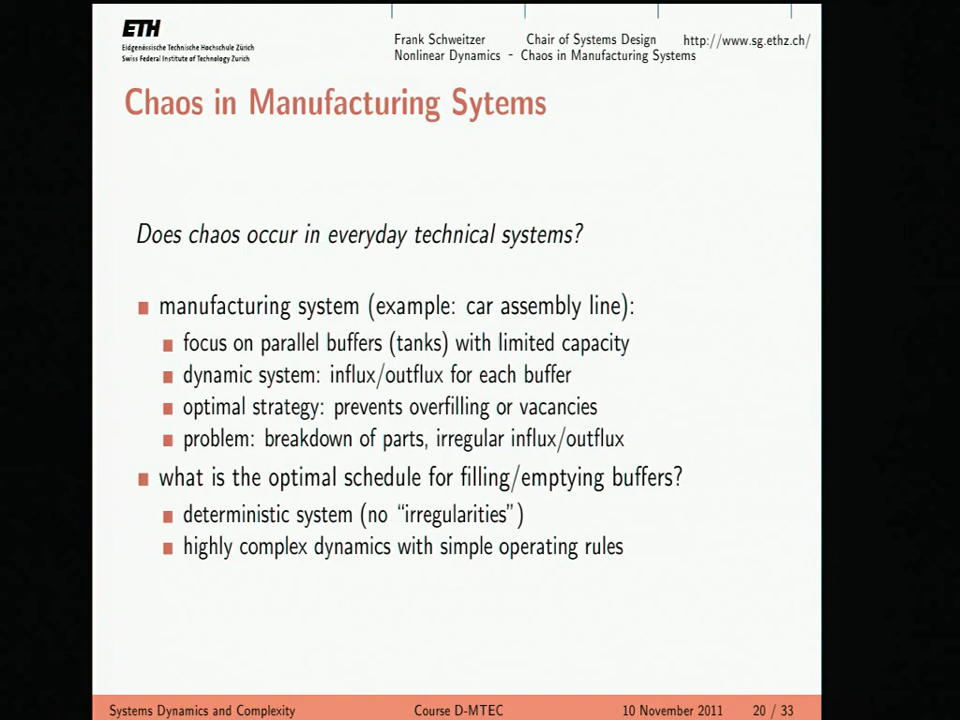 ETH
Eidgenössische Technische Hochschule Zürich
Swiss Federal Institute of Technology Zurich
Frank Schweitzer Chair of Systems Design http://www.sg.ethz.ch/
Nonlinear Dynamics - Chaos in Manufacturing Systems
Chaos in Manufacturing Sytems
Does chaos occur in everyday technical systems?
manufacturing system (example: car assembly line):
focus on parallel buffers (tanks) with limited capacity
dynamic system: influx/outflux for each buffer
optimal strategy: prevents overfilling or vacancies
problem: breakdown of parts, irregular influx/outflux
what is the optimal schedule for filling/emptying buffers?
deterministic system (no “irregularities”)
highly complex dynamics with simple operating rules
Systems Dynamics and Complexity Course D-MTEC 10 November 2011 20 / 33